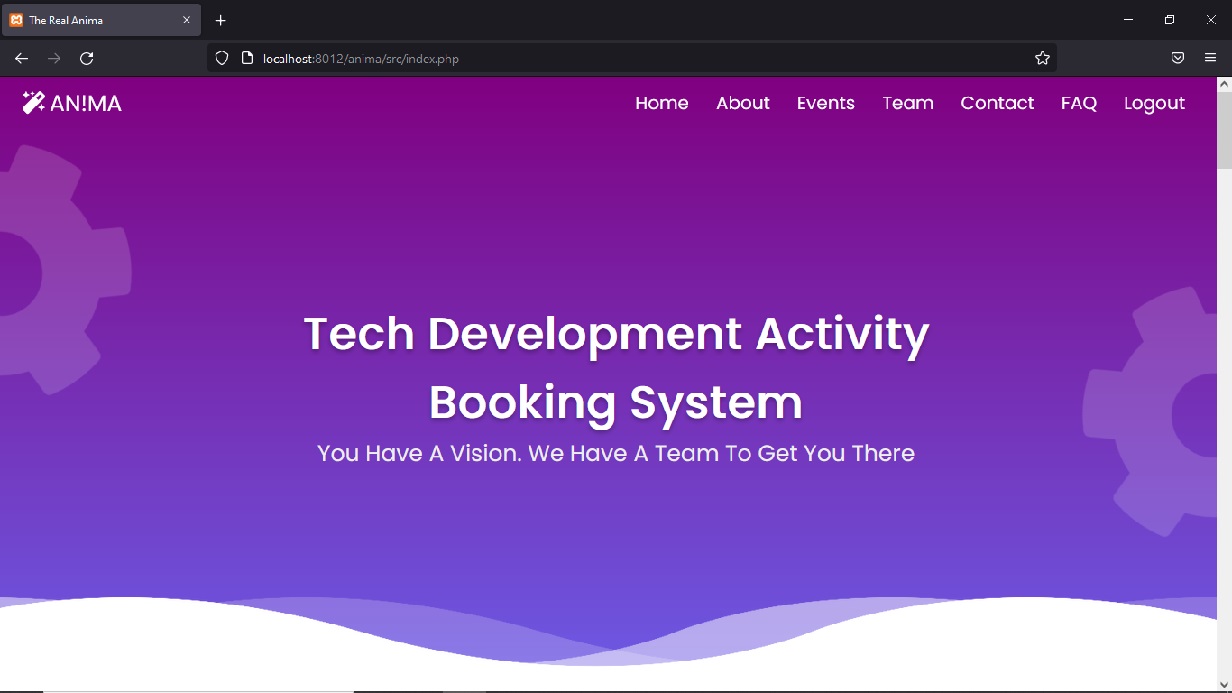 The Real Anima
localhost:8012/anima/src/index.php
AN!MA
Home About Events Team Contact FAQ Logout
Tech Development Activity
Booking System
You Have A Vision. We Have A Team To Get You There